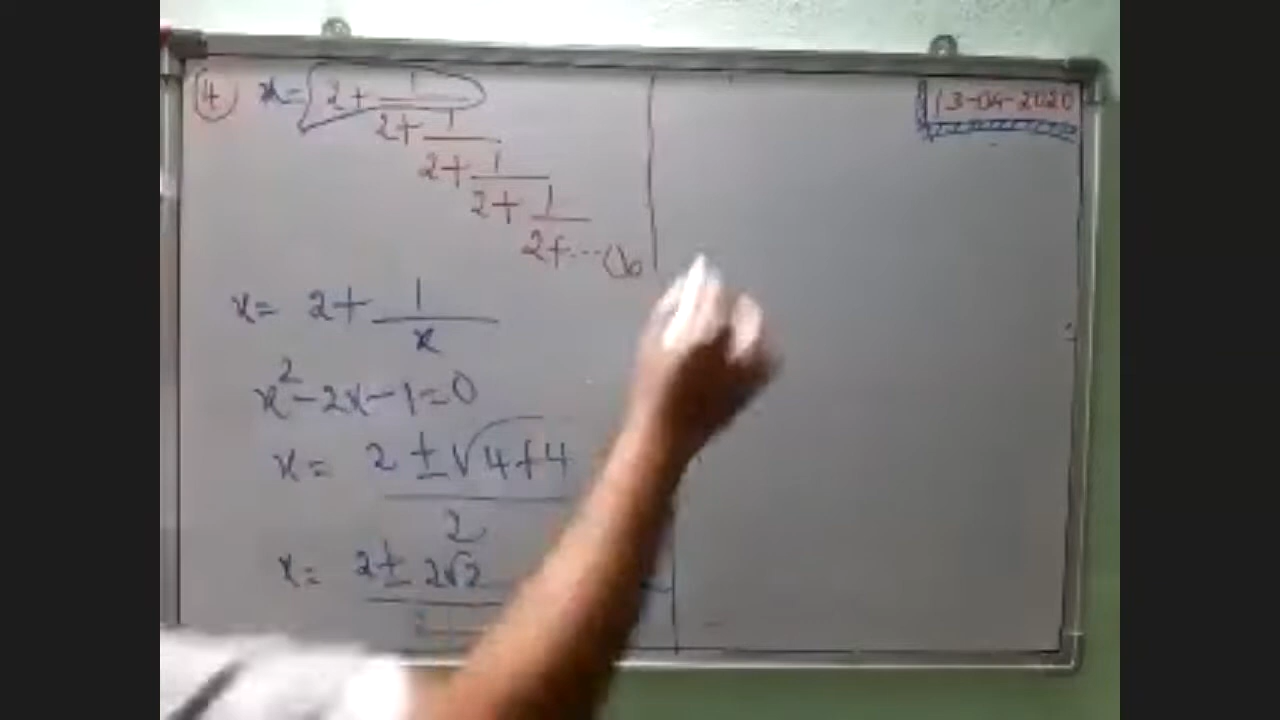 (4) x = 2 + 1
2 + 1
2 + 1
2 + 1
2 + ...
x = 2 + 1
x
x² - 2x - 1 = 0
x = 2 ± √4+4
2
x = 2 ± 2√2
13-04-2020